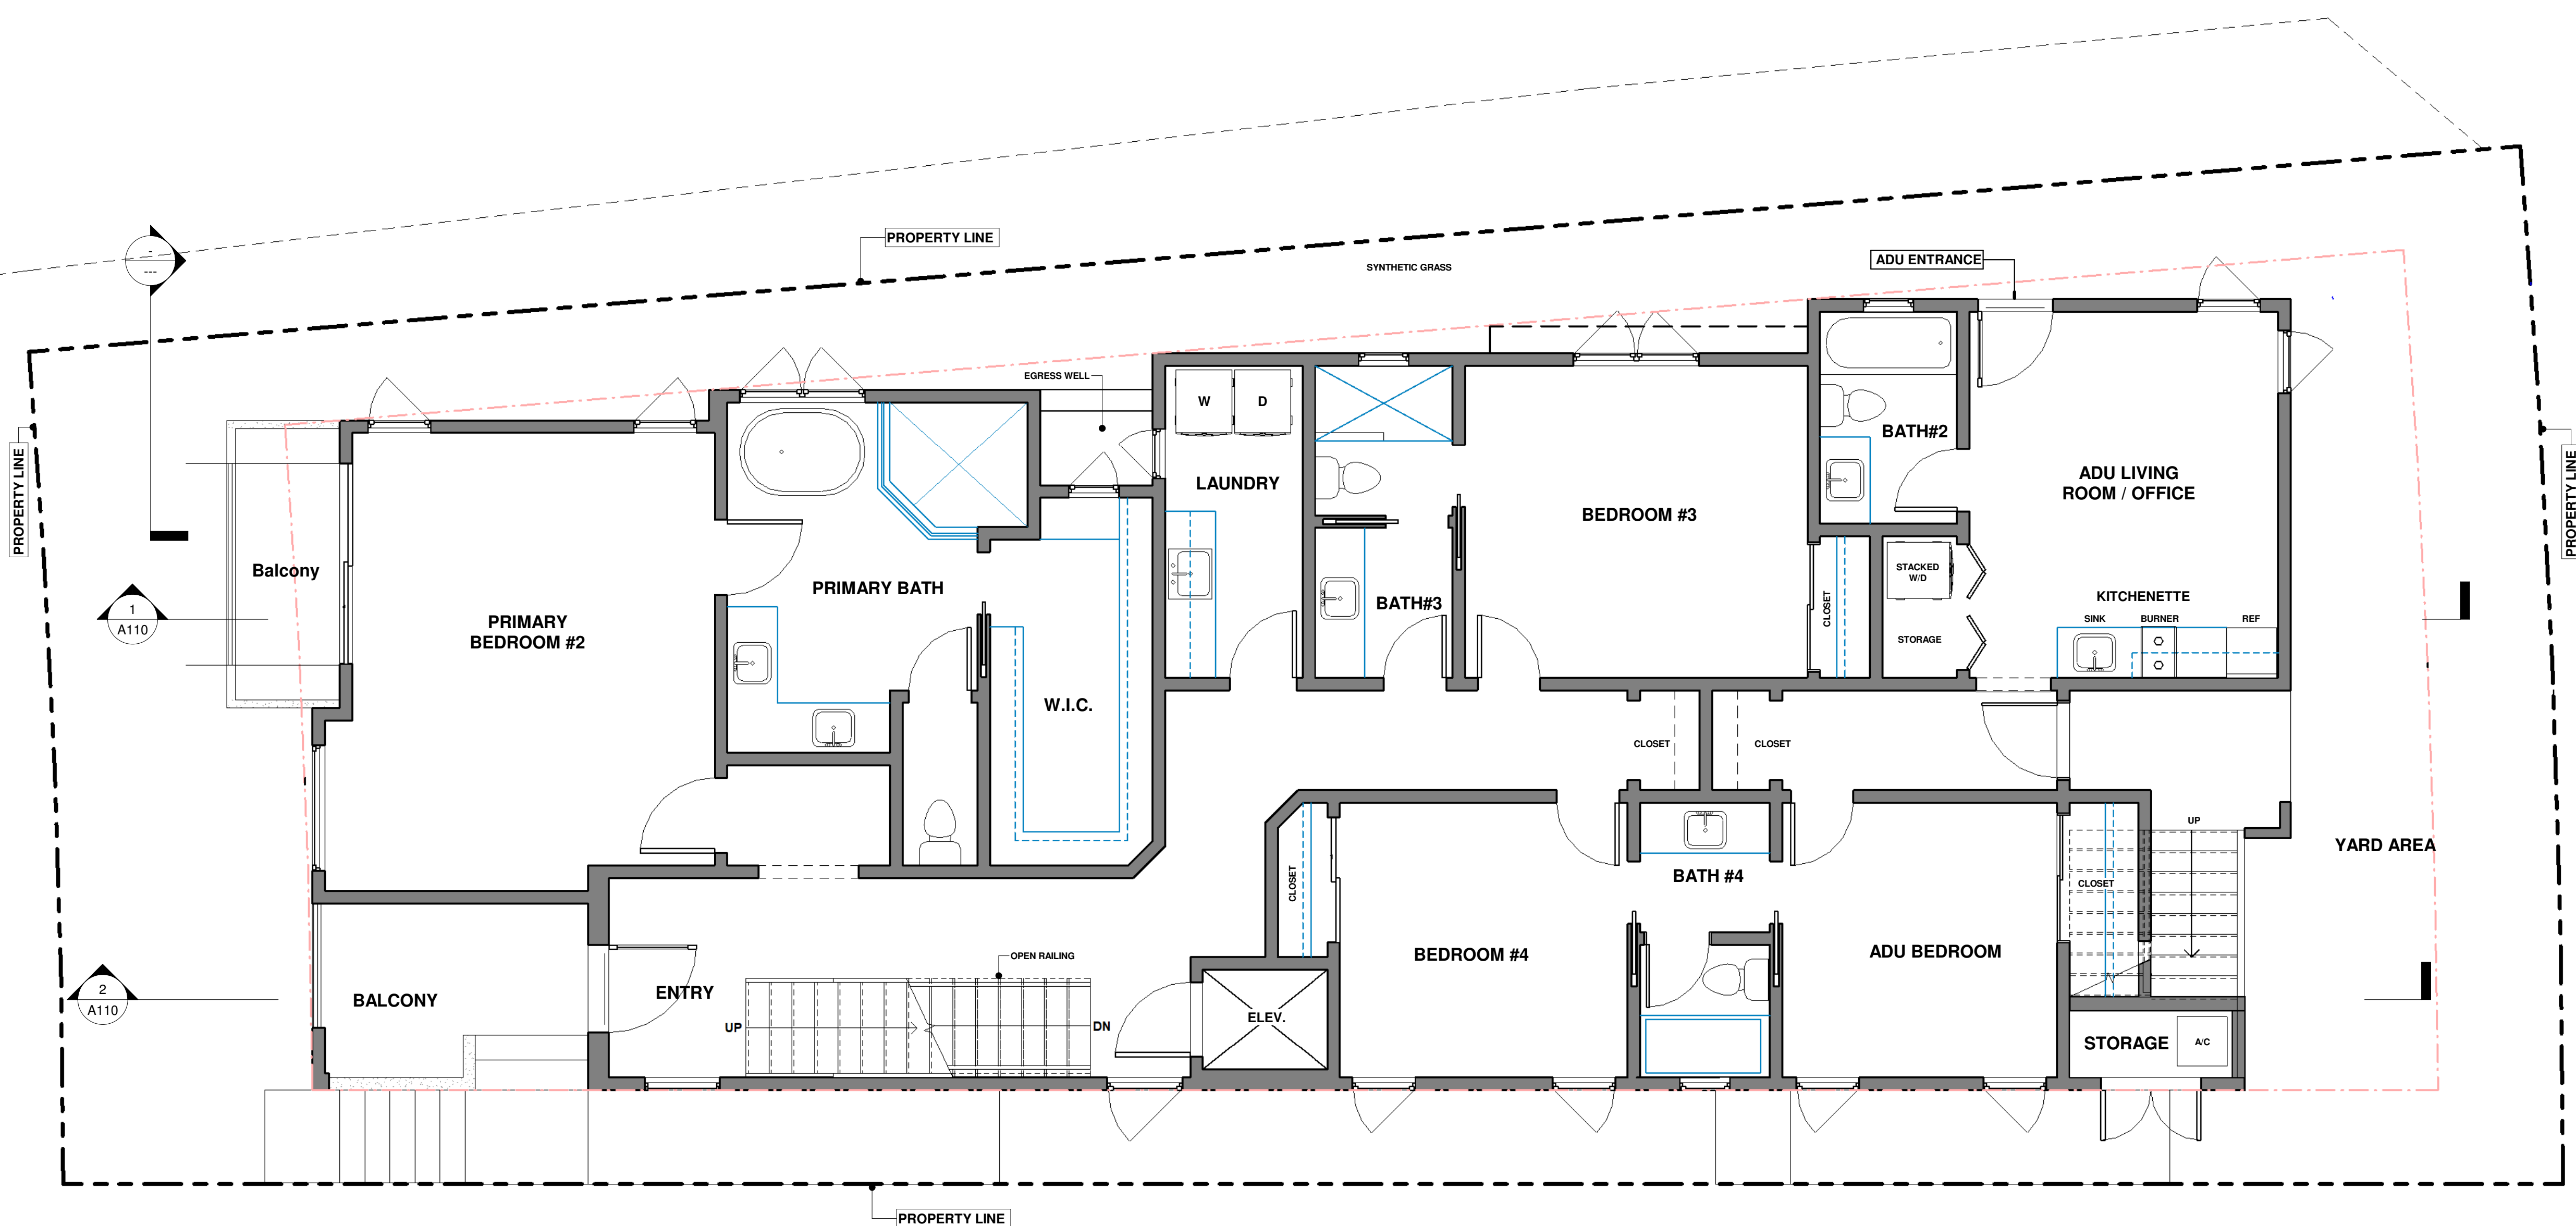 PROPERTY LINE
SYNTHETIC GRASS
ADU ENTRANCE
-
---
EGRESS WELL
W
D
BATH#2
LAUNDRY
ADU LIVING
ROOM / OFFICE
PROPERTY LINE
PROPERTY LINE
BEDROOM #3
Balcony
PRIMARY BATH
STACKED
W/D
KITCHENETTE
SINK
BURNER
REF
1
A110
PRIMARY
BEDROOM #2
BATH#3
CLOSET
STORAGE
W.I.C.
CLOSET
CLOSET
UP
YARD AREA
BATH #4
CLOSET
CLOSET
OPEN RAILING
BEDROOM #4
ADU BEDROOM
2
A110
BALCONY
ENTRY
UP
DN
ELEV.
STORAGE
A/C
PROPERTY LINE